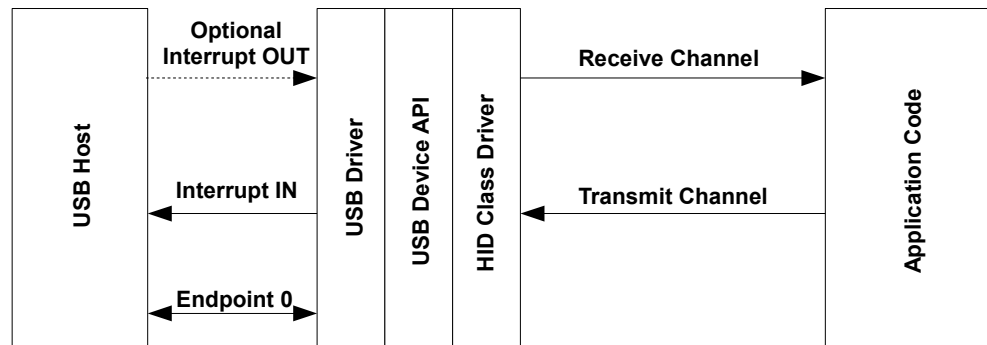 USB Host
Optional
Interrupt OUT
Interrupt IN
Endpoint 0
USB Driver
USB Device API
HID Class Driver
Receive Channel
Transmit Channel
Application Code